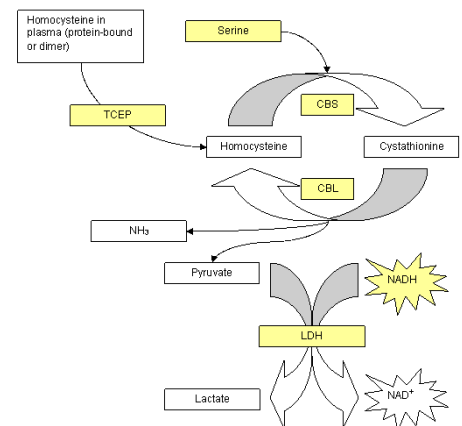 Homocysteine in
plasma (protein-bound
or dimer)
Serine
TCEP
CBS
Homocysteine
Cystathionine
CBL
NH₃
Pyruvate
NADH
LDH
Lactate
NAD⁺